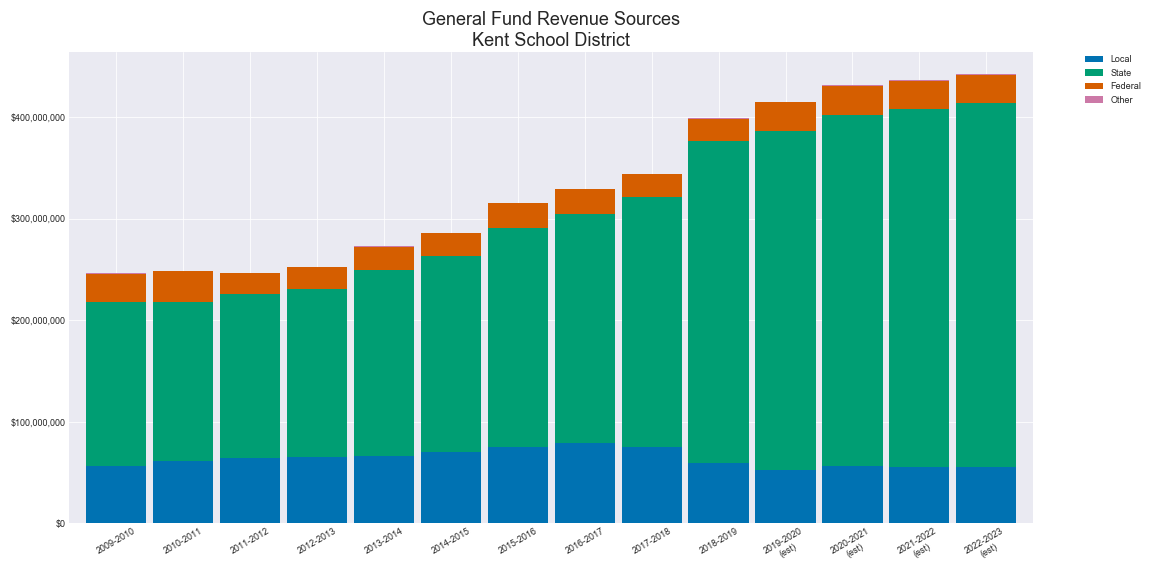 General Fund Revenue Sources
Kent School District
Local
State
Federal
Other
$400,000,000
$300,000,000
$200,000,000
$100,000,000
$0
2009-2010
2010-2011
2011-2012
2012-2013
2013-2014
2014-2015
2015-2016
2016-2017
2017-2018
2018-2019
2019-2020
(est)
2020-2021
(est)
2021-2022
(est)
2022-2023
(est)